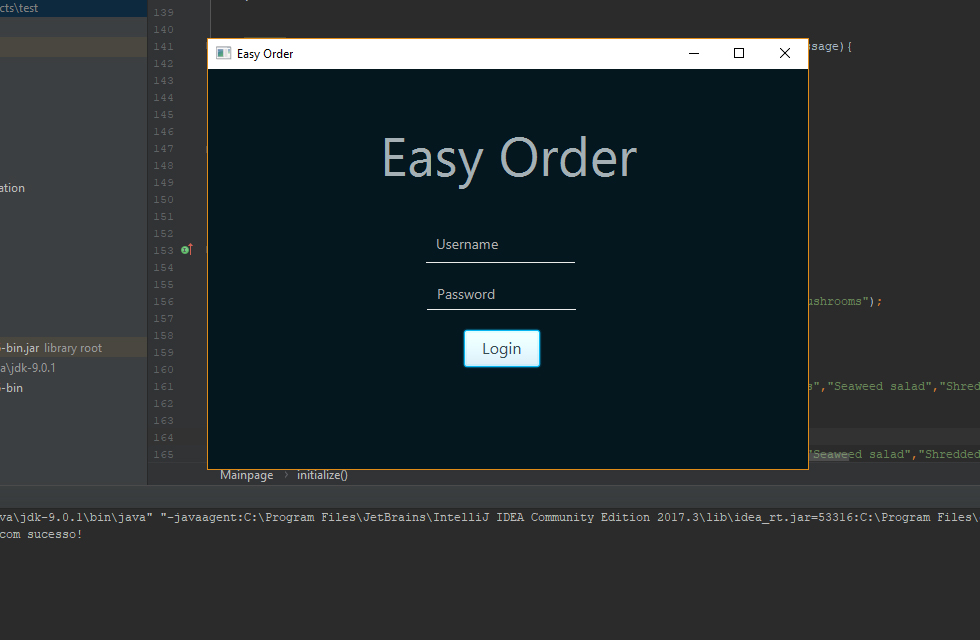 cts\test
ation
-bin.jar library root
a\jdk-9.0.1
-bin
139
140
141 ssage){
142
143
144
145
146
147
148
149
150
151
152
153
154
155
156 ushrooms");
157
158
159
160
161 s","Seaweed salad","Shred
162
163
164
165 "Seaweed salad","Shredded
Easy Order
Easy Order
Username
Password
Login
Mainpage › initialize()
va\jdk-9.0.1\bin\java" "-javaagent:C:\Program Files\JetBrains\IntelliJ IDEA Community Edition 2017.3\lib\idea_rt.jar=53316:C:\Program Files\
com sucesso!